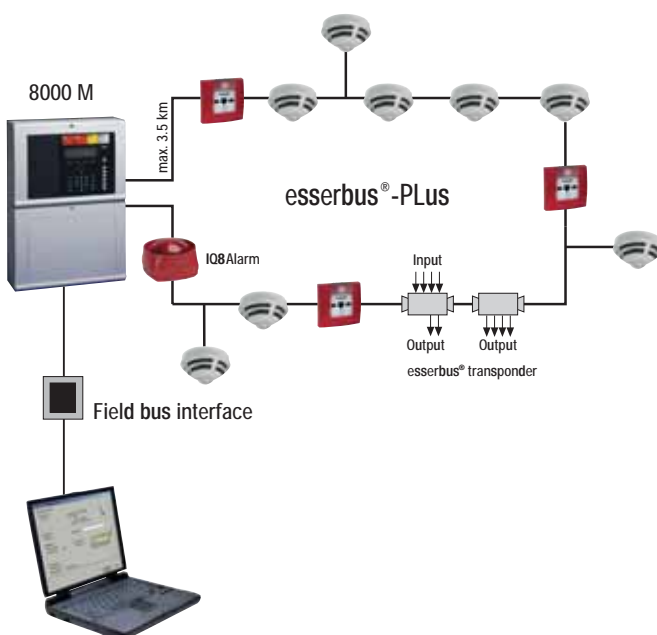 8000 M
max. 3.5 km
esserbus®-PLus
IQ8Alarm
Input
Output
Output
esserbus® transponder
Field bus interface